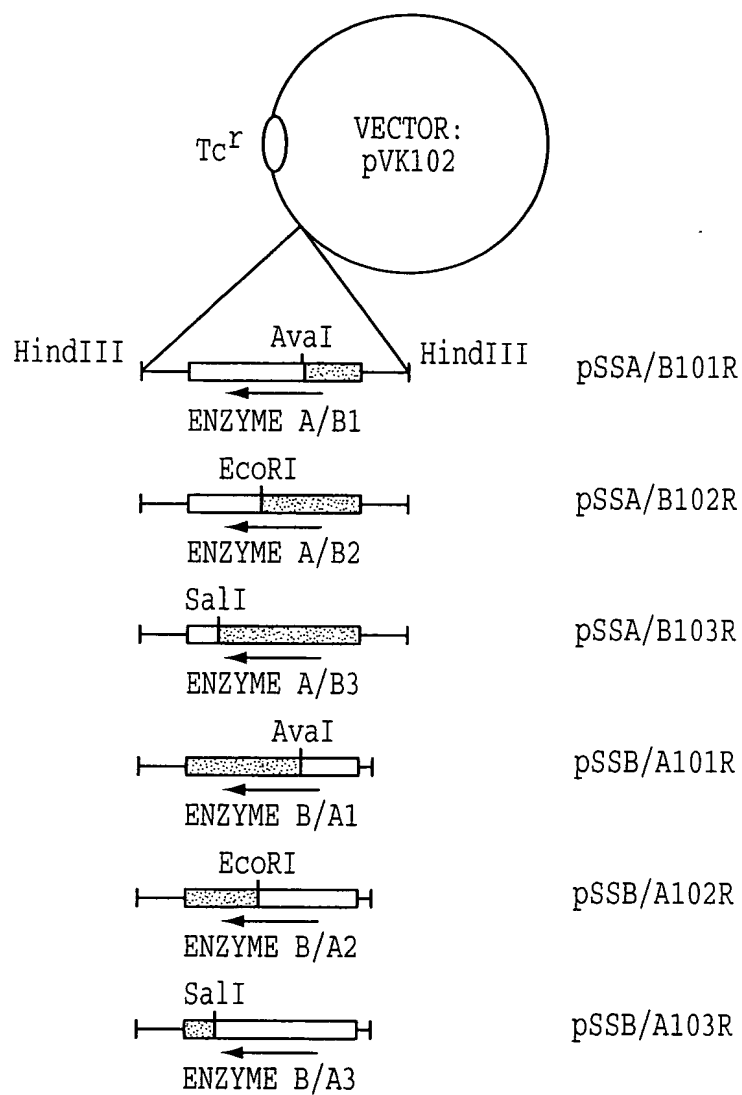 VECTOR:
pVK102
Tcr
HindIII
AvaI
HindIII
pSSA/B101R
ENZYME A/B1
EcoRI
pSSA/B102R
ENZYME A/B2
SalI
pSSA/B103R
ENZYME A/B3
AvaI
pSSB/A101R
ENZYME B/A1
EcoRI
pSSB/A102R
ENZYME B/A2
SalI
pSSB/A103R
ENZYME B/A3